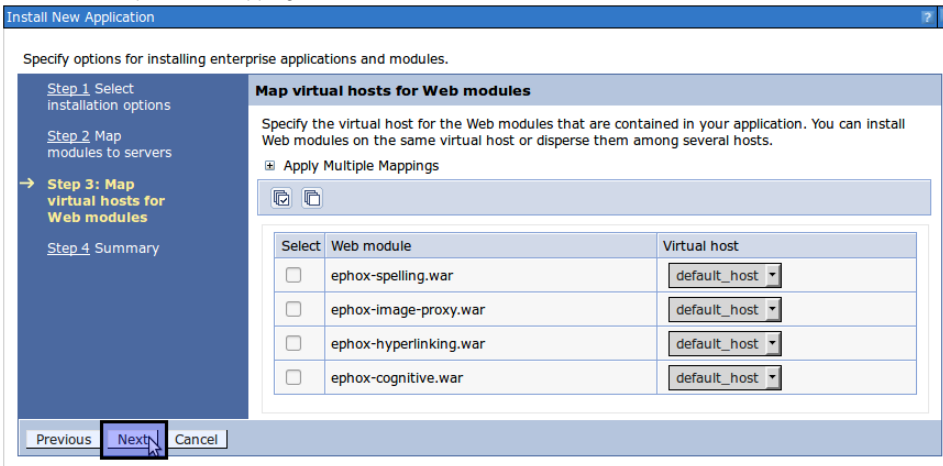 Install New Application
?
Specify options for installing enterprise applications and modules.
Step 1 Select
installation options
Step 2 Map
modules to servers
Step 3: Map
virtual hosts for
Web modules
Step 4 Summary
Map virtual hosts for Web modules
Specify the virtual host for the Web modules that are contained in your application. You can install
Web modules on the same virtual host or disperse them among several hosts.
Apply Multiple Mappings
Select Web module Virtual host
ephox-spelling.war default_host
ephox-image-proxy.war default_host
ephox-hyperlinking.war default_host
ephox-cognitive.war default_host
Previous Next Cancel